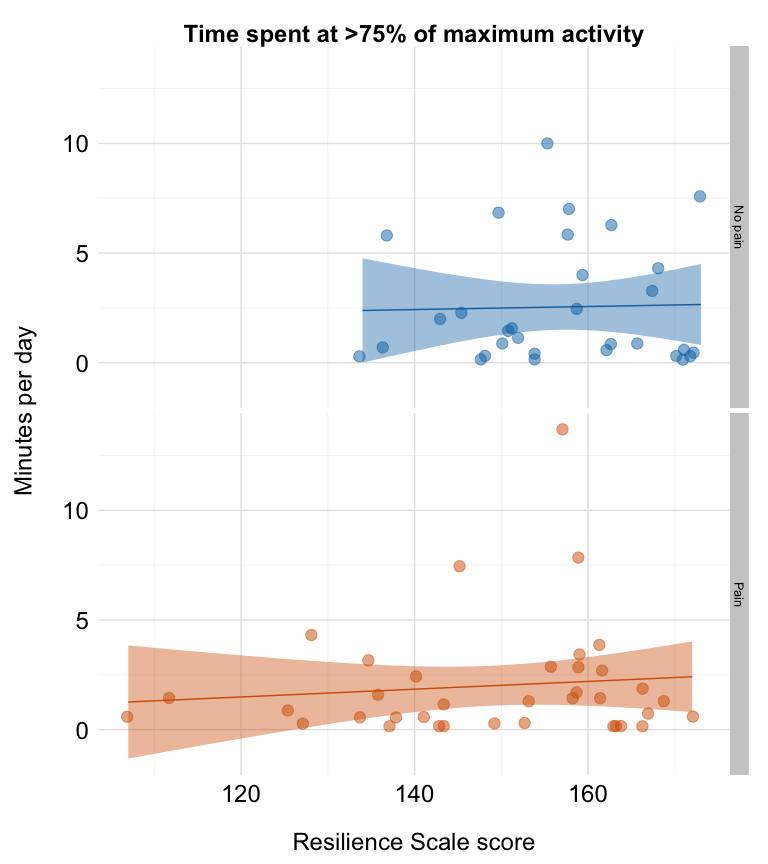 Time spent at >75% of maximum activity
10
5
0
No pain
10
5
0
Pain
Minutes per day
120 140 160
Resilience Scale score